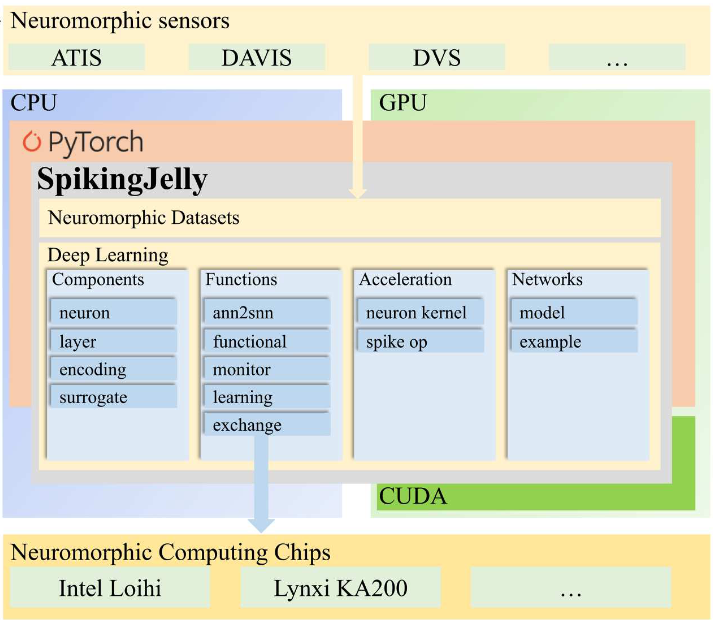 Neuromorphic sensors
ATIS DAVIS DVS …
CPU GPU
PyTorch
SpikingJelly
Neuromorphic Datasets
Deep Learning
Components Functions Acceleration Networks
neuron ann2snn neuron kernel model
layer functional spike op example
encoding monitor
surrogate learning
exchange
CUDA
Neuromorphic Computing Chips
Intel Loihi Lynxi KA200 …